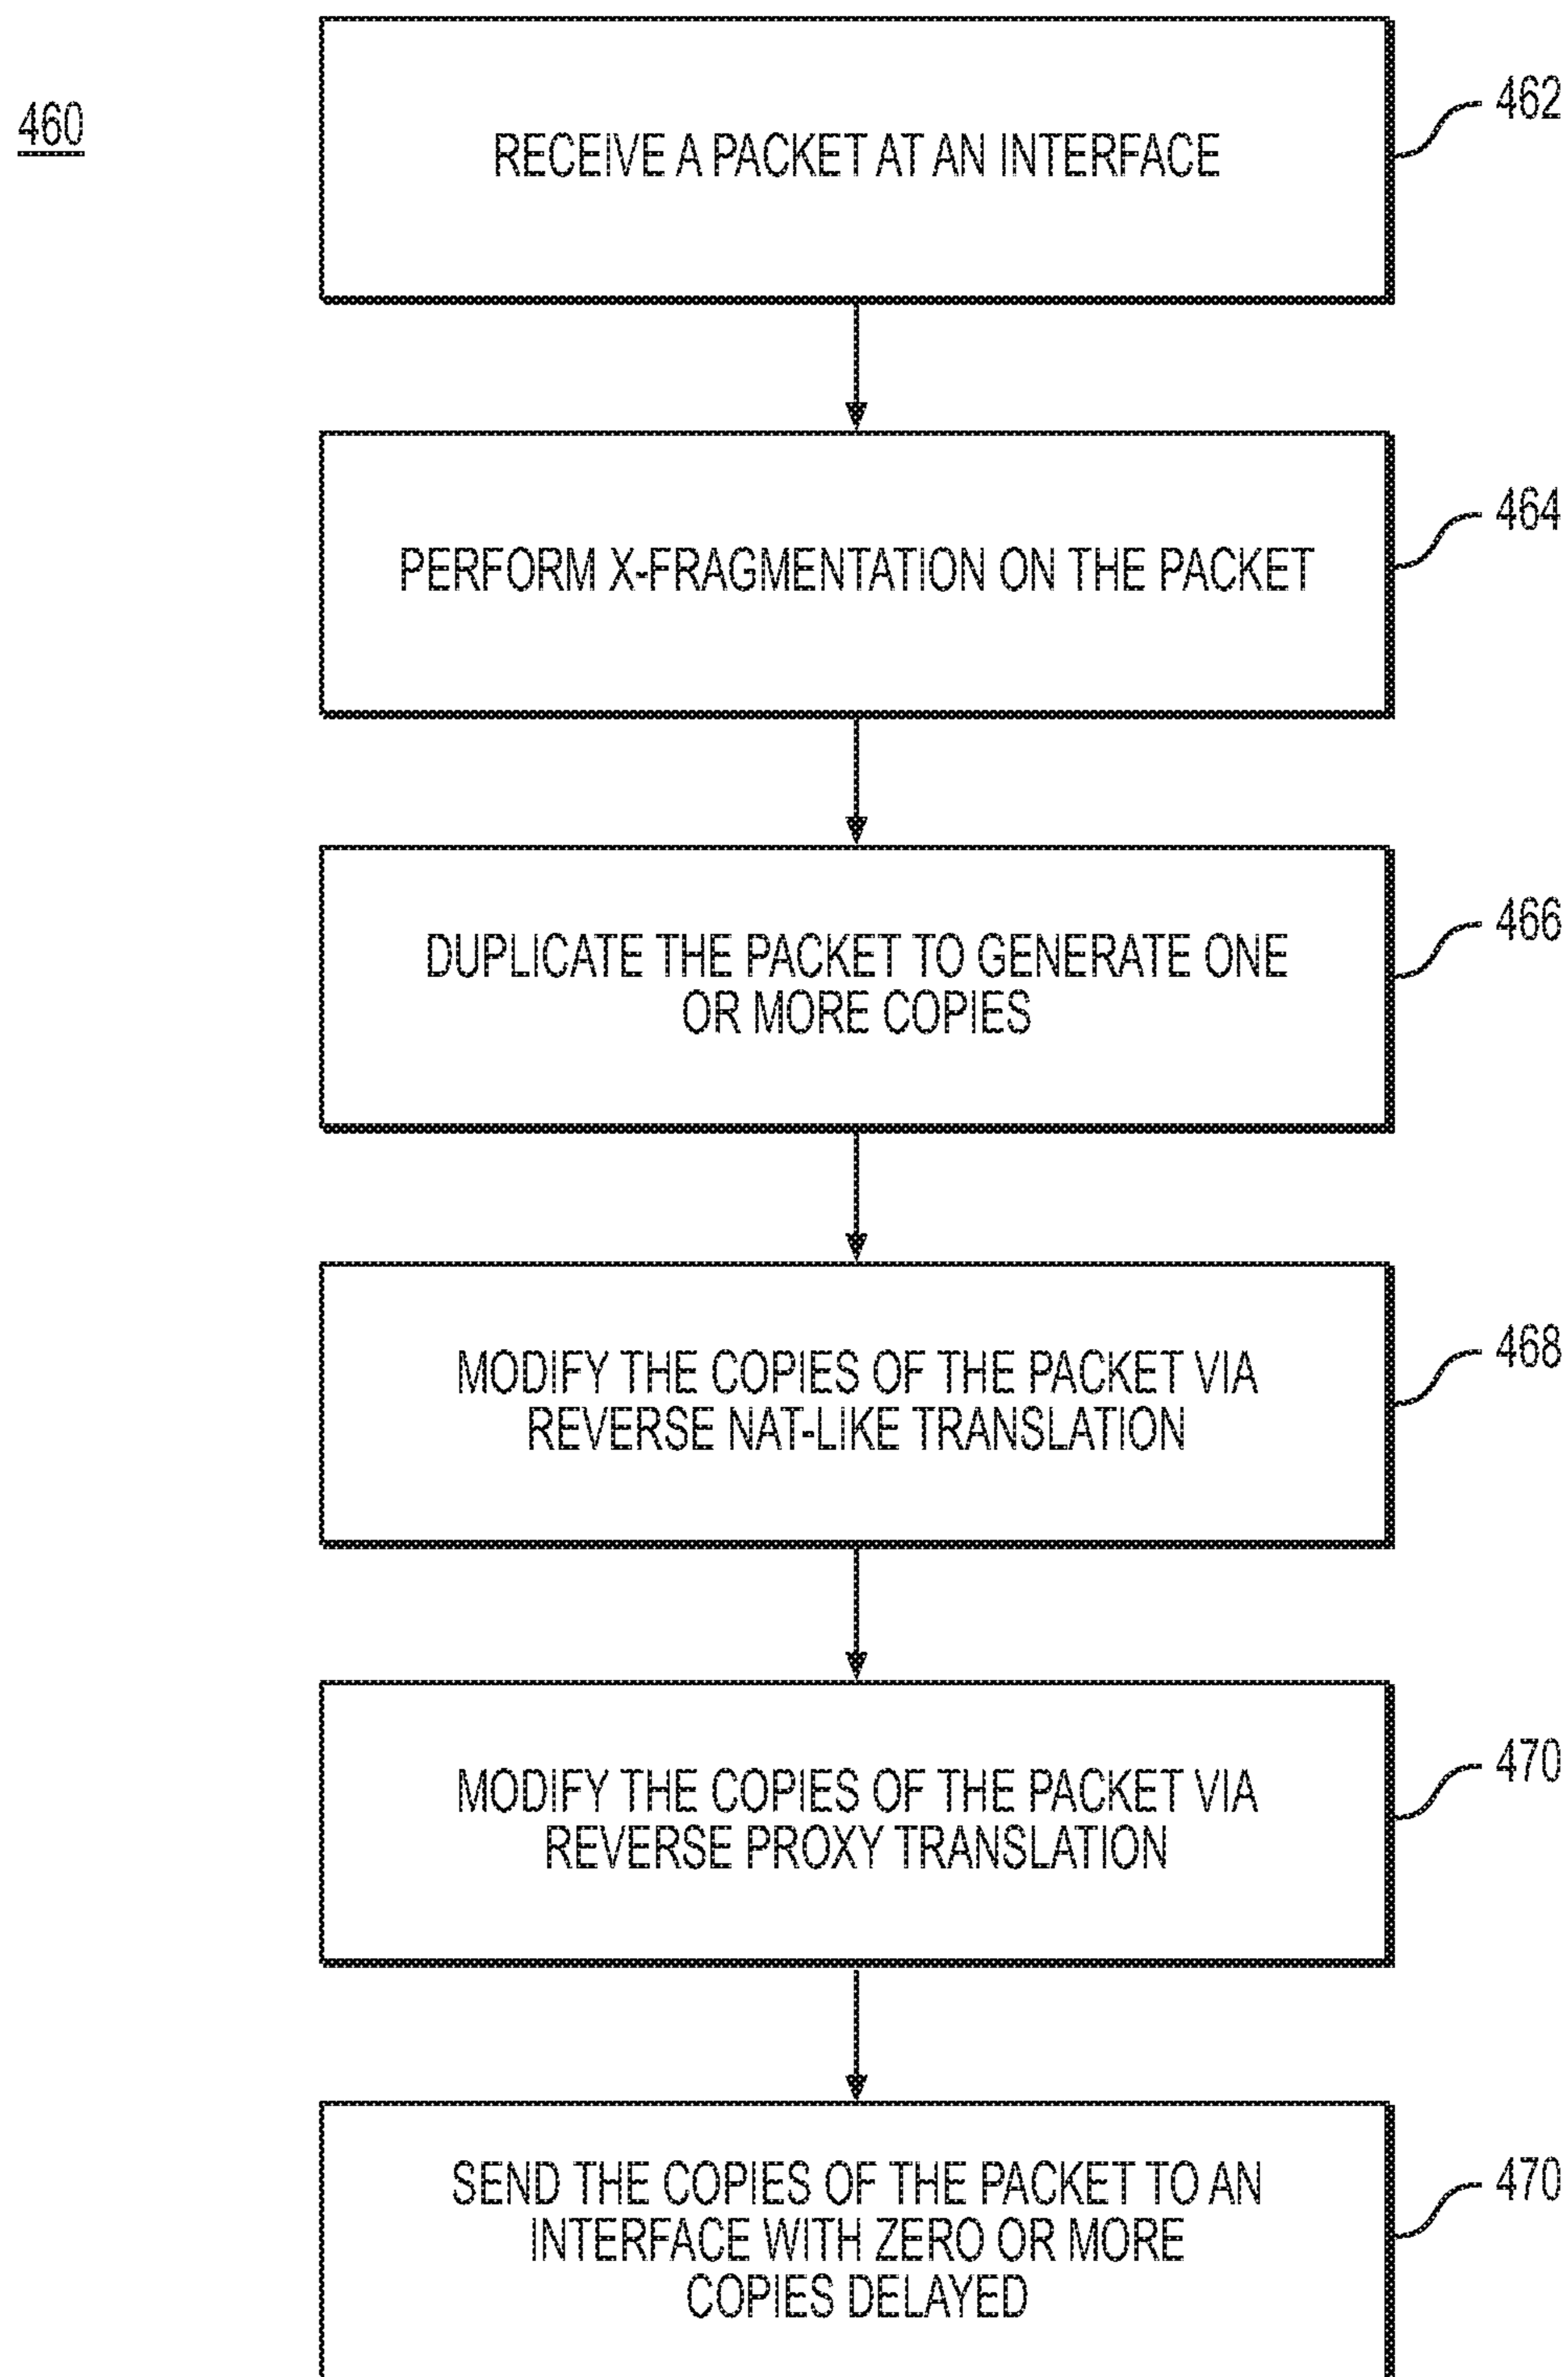 460
RECEIVE A PACKET AT AN INTERFACE
462
PERFORM X-FRAGMENTATION ON THE PACKET
464
DUPLICATE THE PACKET TO GENERATE ONE
OR MORE COPIES
466
MODIFY THE COPIES OF THE PACKET VIA
REVERSE NAT-LIKE TRANSLATION
468
MODIFY THE COPIES OF THE PACKET VIA
REVERSE PROXY TRANSLATION
470
SEND THE COPIES OF THE PACKET TO AN
INTERFACE WITH ZERO OR MORE
COPIES DELAYED
470